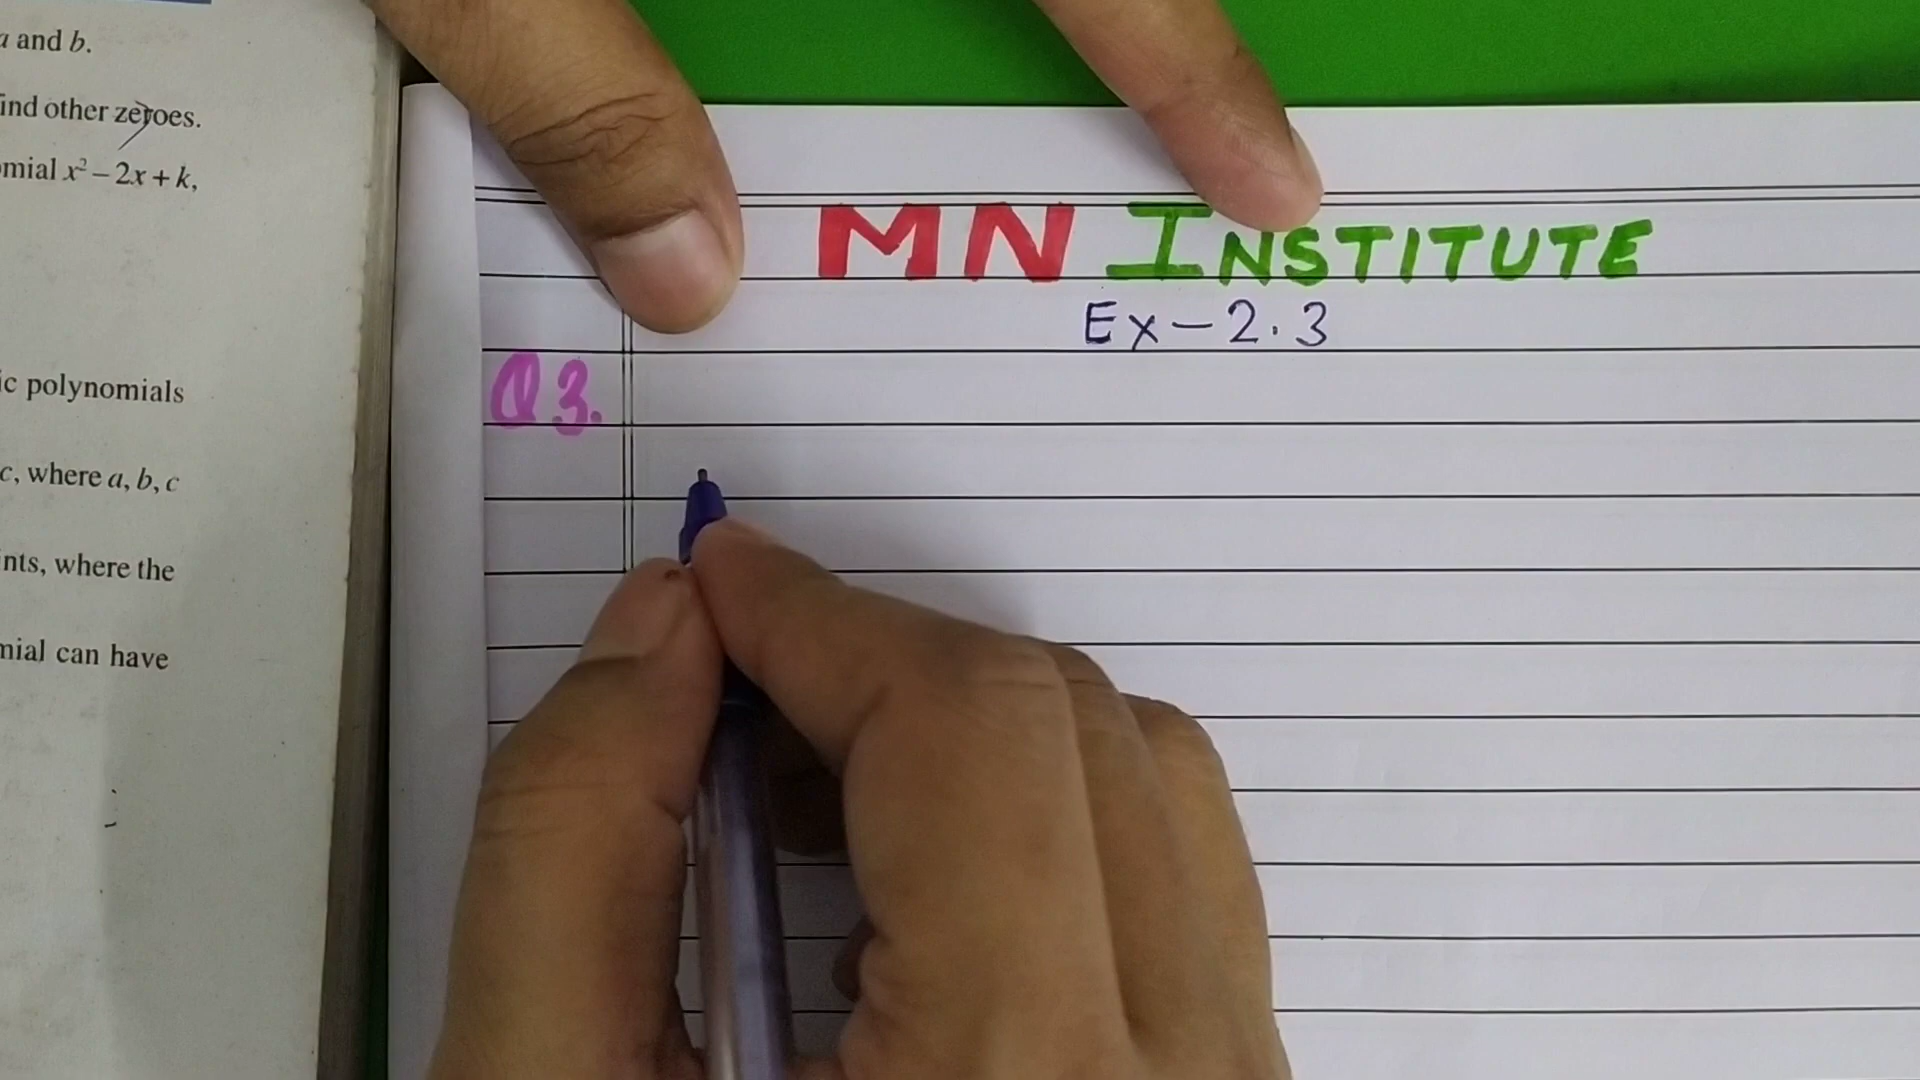 a and b.
ind other zeroes.
omial x² – 2x + k,
ic polynomials
c, where a, b, c
nts, where the
mial can have
MN INSTITUTE
Ex – 2.3
Q3.